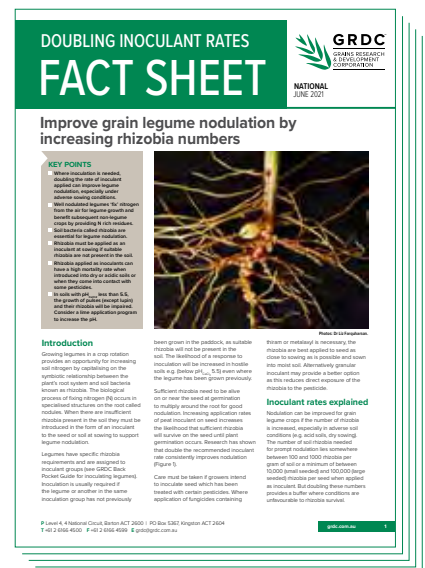 DOUBLING INOCULANT RATES
FACT SHEET
GRDC
GRAINS RESEARCH
& DEVELOPMENT
CORPORATION
NATIONAL
JUNE 2021
Improve grain legume nodulation by
increasing rhizobia numbers
KEY POINTS
Where inoculation is needed,
doubling the rate of inoculant
applied can improve legume
nodulation, especially under
adverse sowing conditions.
Well nodulated legumes 'fix' nitrogen
from the air for legume growth and
benefit subsequent non-legume
crops by providing N rich residues.
Soil bacteria called rhizobia are
essential for legume nodulation.
Rhizobia must be applied as an
inoculant at sowing if suitable
rhizobia are not present in the soil.
Rhizobia applied as inoculants can
have a high mortality rate when
introduced into dry or acidic soils or
when they come into contact with
some pesticides.
In soils with pH less than 5.5,
the growth of pulses (except lupin)
and their rhizobia will be impaired.
Consider a lime application program
to increase the pH.
Photos: Dr Liz Farquharson.
Introduction
Growing legumes in a crop rotation
provides an opportunity for increasing
soil nitrogen by capitalising on the
symbiotic relationship between the
plant's root system and soil bacteria
known as rhizobia. The biological
process of fixing nitrogen (N) occurs in
specialised structures on the root called
nodules. When there are insufficient
rhizobia present in the soil they must be
introduced in the form of an inoculant
to the seed or soil at sowing to support
legume nodulation.
Legumes have specific rhizobia
requirements and are assigned to
inoculant groups (see GRDC Back
Pocket Guide for inoculating legumes).
Inoculation is usually required if
the legume or another in the same
inoculation group has not previously
been grown in the paddock, as suitable
rhizobia will not be present in the
soil. The likelihood of a response to
inoculation will be increased in hostile
soils e.g. (below pH 5.5) even where
the legume has been grown previously.
Sufficient rhizobia need to be alive
on or near the seed at germination
to multiply around the root for good
nodulation. Increasing application rates
of peat inoculant on seed increases
the likelihood that sufficient rhizobia
will survive on the seed until plant
germination occurs. Research has shown
that double the recommended inoculant
rate consistently improves nodulation
(Figure 1).
Care must be taken if growers intend
to inoculate seed which has been
treated with certain pesticides. Where
application of fungicides containing
thiram or metalaxyl is necessary, the
rhizobia are best applied to seed as
close to sowing as is possible and sown
into moist soil. Alternatively granular
inoculant may provide a better option
as this reduces direct exposure of the
rhizobia to the pesticide.
Inoculant rates explained
Nodulation can be improved for grain
legume crops if the number of rhizobia
is increased, especially in adverse soil
conditions (e.g. acid soils, dry sowing).
The number of soil rhizobia needed
for prompt nodulation lies somewhere
between 100 and 1000 rhizobia per
gram of soil or a minimum of between
10,000 (small seeded) and 100,000 (large
seeded) rhizobia per seed when applied
as inoculant. But doubling these numbers
provides a buffer where conditions are
unfavourable to rhizobia survival.
P Level 4, 4 National Circuit, Barton ACT 2600 | PO Box 5367, Kingston ACT 2604
T +61 2 6166 4500 F +61 2 6166 4599 E grdc@grdc.com.au
grdc.com.au 1